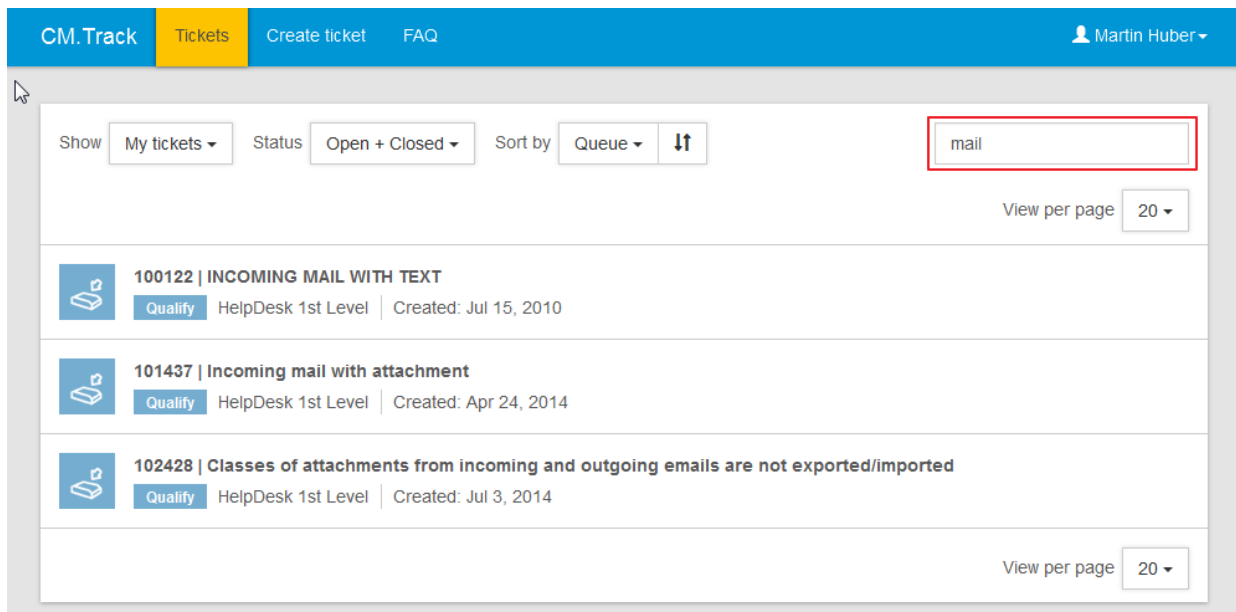 CM.Track Tickets Create ticket FAQ Martin Huber
Show My tickets Status Open + Closed Sort by Queue mail
View per page 20
100122 | INCOMING MAIL WITH TEXT
Qualify HelpDesk 1st Level Created: Jul 15, 2010
101437 | Incoming mail with attachment
Qualify HelpDesk 1st Level Created: Apr 24, 2014
102428 | Classes of attachments from incoming and outgoing emails are not exported/imported
Qualify HelpDesk 1st Level Created: Jul 3, 2014
View per page 20